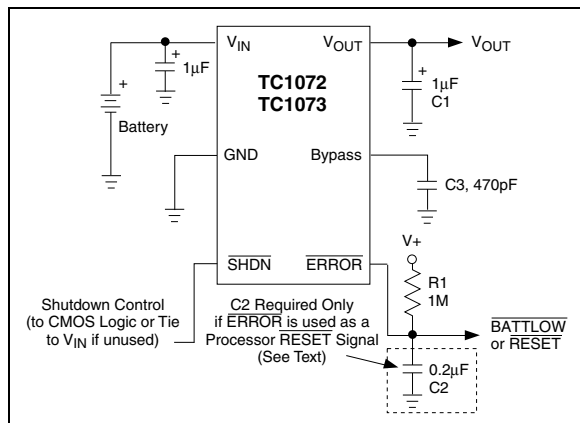 V_IN
V_OUT
V_OUT
+
1µF
TC1072
TC1073
+
1µF
C1
+
Battery
GND
Bypass
C3, 470pF
V+
SHDN
ERROR
R1
1M
Shutdown Control
(to CMOS Logic or Tie
to V_IN if unused)
C2 Required Only
if ERROR is used as a
Processor RESET Signal
(See Text)
BATTLOW
or RESET
0.2µF
C2